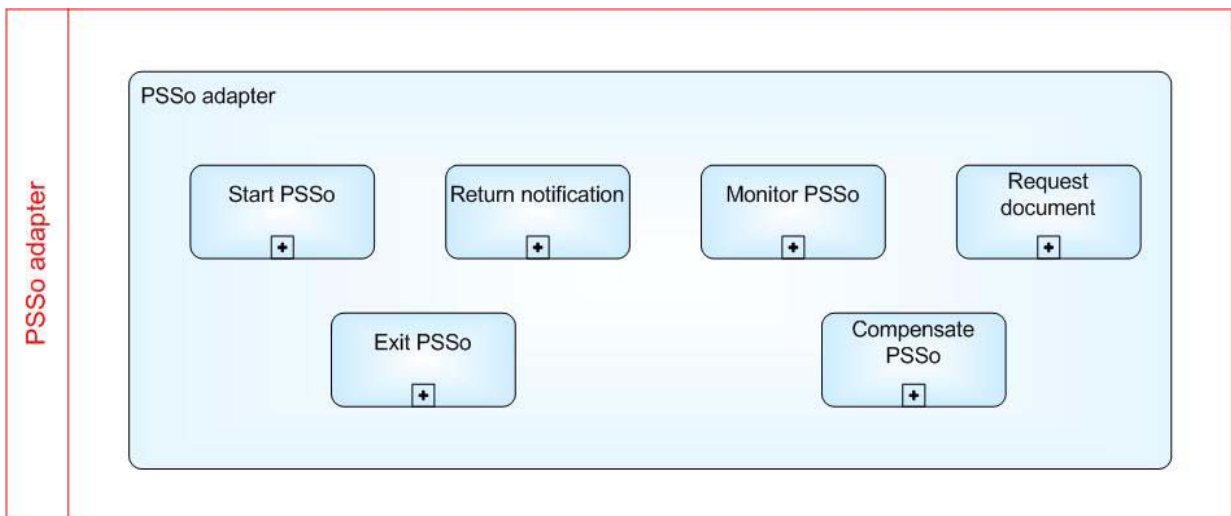 PSSo adapter
PSSo adapter
Start PSSo
Return notification
Monitor PSSo
Request
document
Exit PSSo
Compensate
PSSo